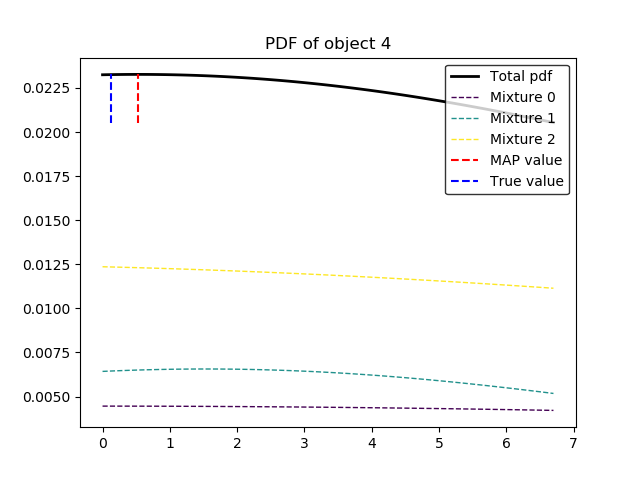 PDF of object 4
Total pdf
Mixture 0
Mixture 1
Mixture 2
MAP value
True value
0.0225
0.0200
0.0175
0.0150
0.0125
0.0100
0.0075
0.0050
0 1 2 3 4 5 6 7